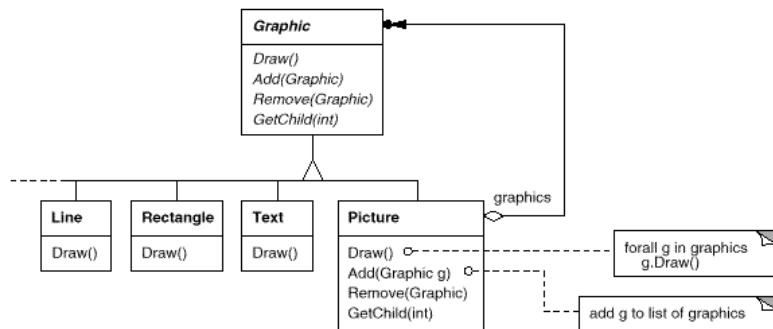 Graphic
Draw()
Add(Graphic)
Remove(Graphic)
GetChild(int)
graphics
Line
Draw()
Rectangle
Draw()
Text
Draw()
Picture
Draw()
Add(Graphic g)
Remove(Graphic)
GetChild(int)
forall g in graphics
g.Draw()
add g to list of graphics